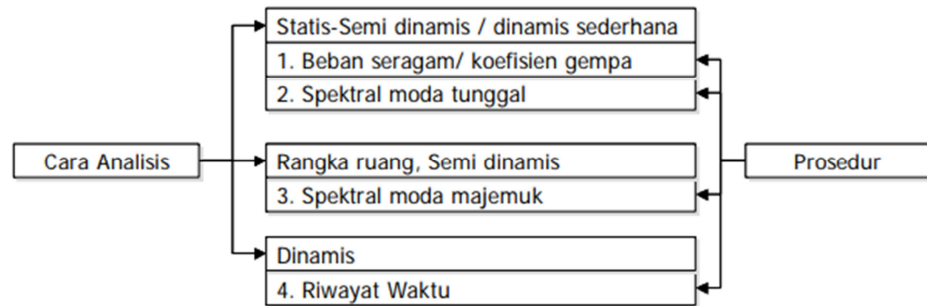 Statis-Semi dinamis / dinamis sederhana
1. Beban seragam/ koefisien gempa
2. Spektral moda tunggal
Cara Analisis
Rangka ruang, Semi dinamis
Prosedur
3. Spektral moda majemuk
Dinamis
4. Riwayat Waktu